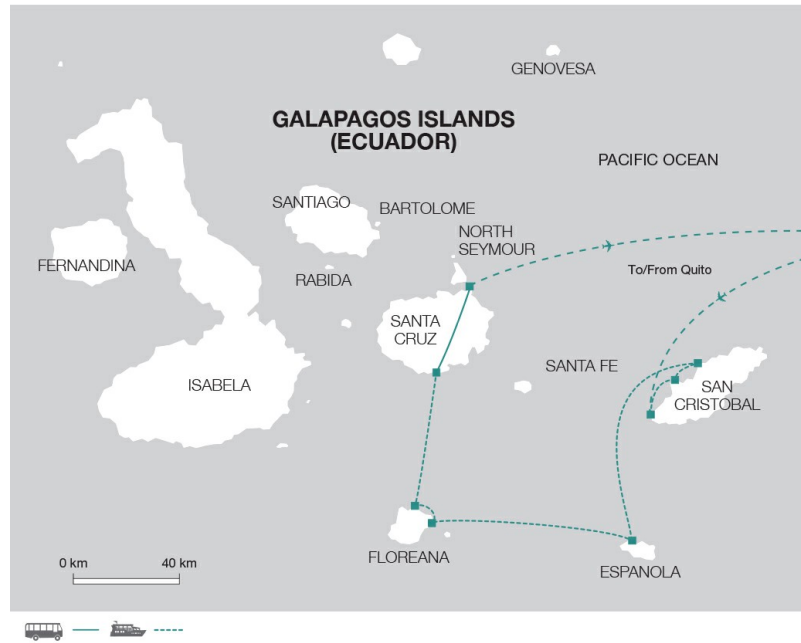 GENOVESA
GALAPAGOS ISLANDS
(ECUADOR)
PACIFIC OCEAN
SANTIAGO
BARTOLOME
NORTH
SEYMOUR
FERNANDINA
RABIDA
To/From Quito
SANTA
CRUZ
SANTA FE
ISABELA
SAN
CRISTOBAL
FLOREANA
ESPANOLA
0 km
40 km